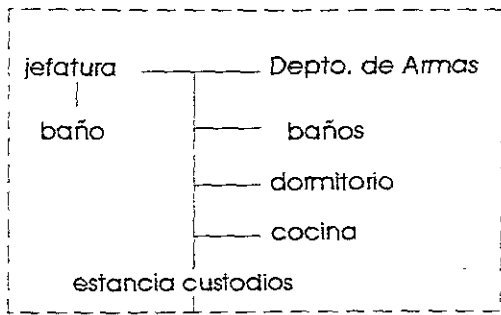 jefatura Depto. de Armas
baño baños
dormitorio
cocina
estancia custodios